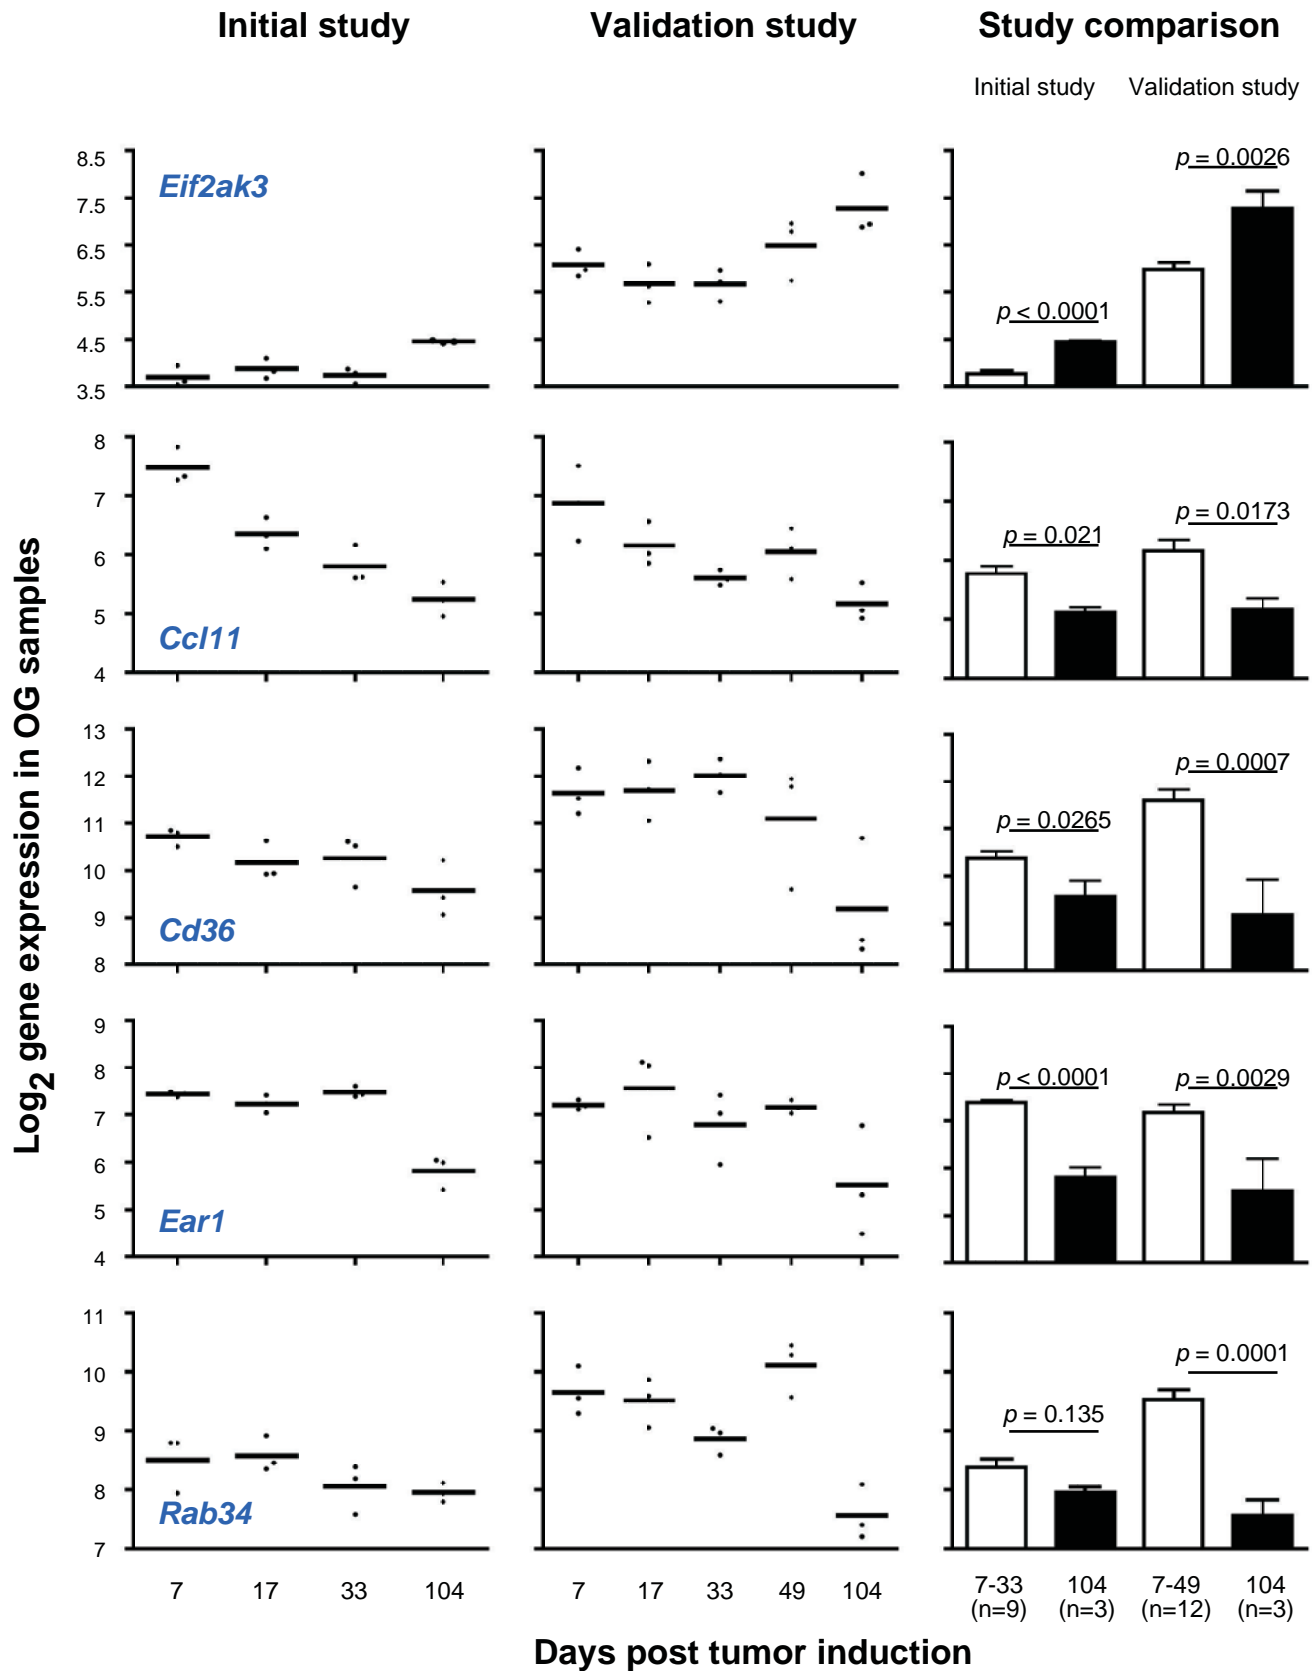 Initial study
Validation study
Study comparison
Initial study
Validation study
Log2 gene expression in OG samples
8.5
7.5
6.5
5.5
4.5
3.5
Eif2ak3
p < 0.0001
p = 0.0026
8
7
6
5
4
Ccl11
p = 0.021
p = 0.0173
13
12
11
10
9
8
Cd36
p = 0.0265
p = 0.0007
9
8
7
6
5
4
Ear1
p < 0.0001
p = 0.0029
11
10
9
8
7
Rab34
p = 0.135
p = 0.0001
7 17 33 104
7 17 33 49 104
7-33 104 7-49 104
(n=9) (n=3) (n=12) (n=3)
Days post tumor induction